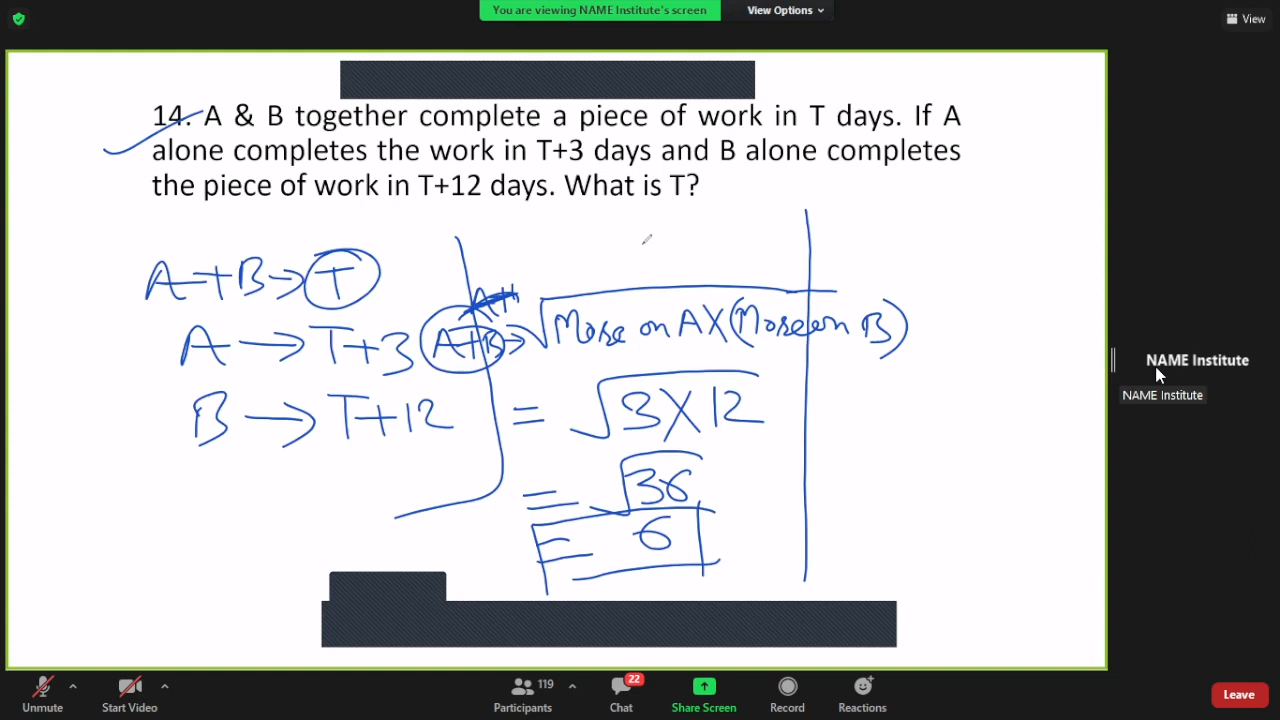 You are viewing NAME Institute's screen
View Options
View
14. A & B together complete a piece of work in T days. If A
alone completes the work in T+3 days and B alone completes
the piece of work in T+12 days. What is T?
A+B→T
A → T+3
B → T+12
A+B→√More on A X (More on B)
= √3X12
= √36
= 6
NAME Institute
NAME Institute
Unmute
Start Video
119
Participants
22
Chat
Share Screen
Record
Reactions
Leave